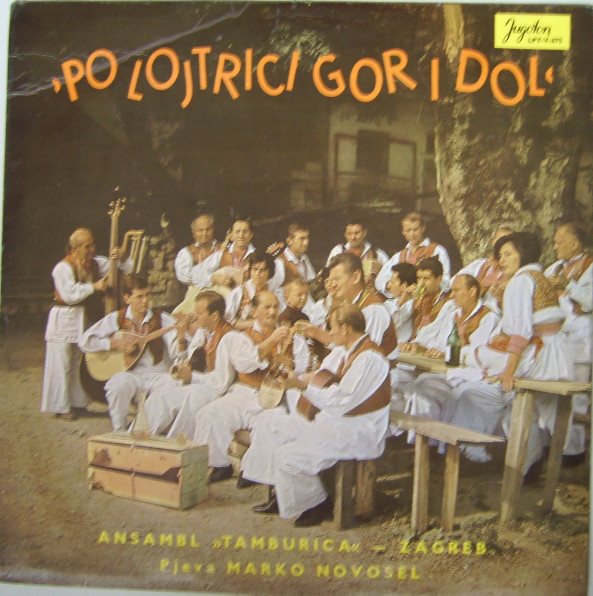 Jugoton
»PO LOJTRICI GOR I DOL«
ANSAMBL »TAMBURICA« – ZAGREB
Pjeva MARKO NOVOSEL